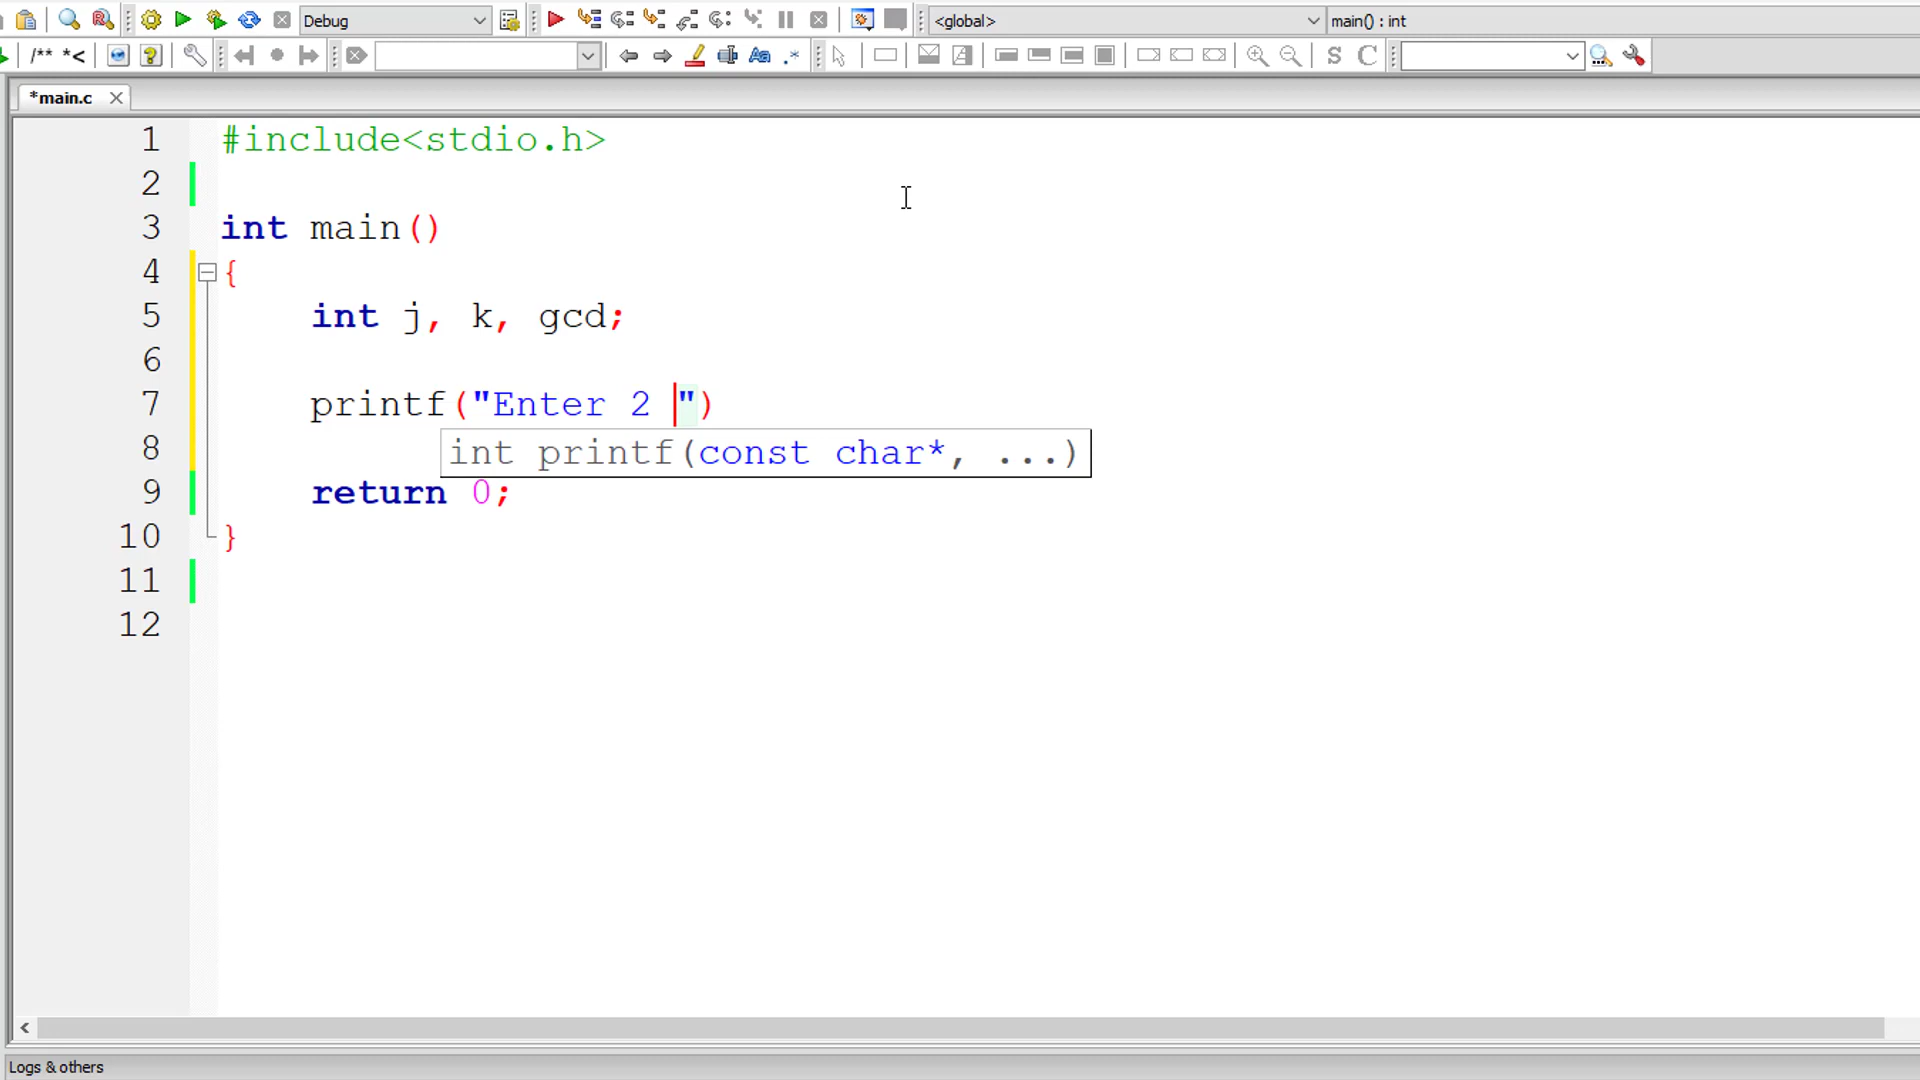 Debug
<global>
main() : int
/** *<
Aa .*
S C
*main.c
1 #include<stdio.h>
2
3 int main()
4 {
5 int j, k, gcd;
6
7 printf("Enter 2 ")
8 int printf(const char*, ...)
9 return 0;
10 }
11
12
Logs & others